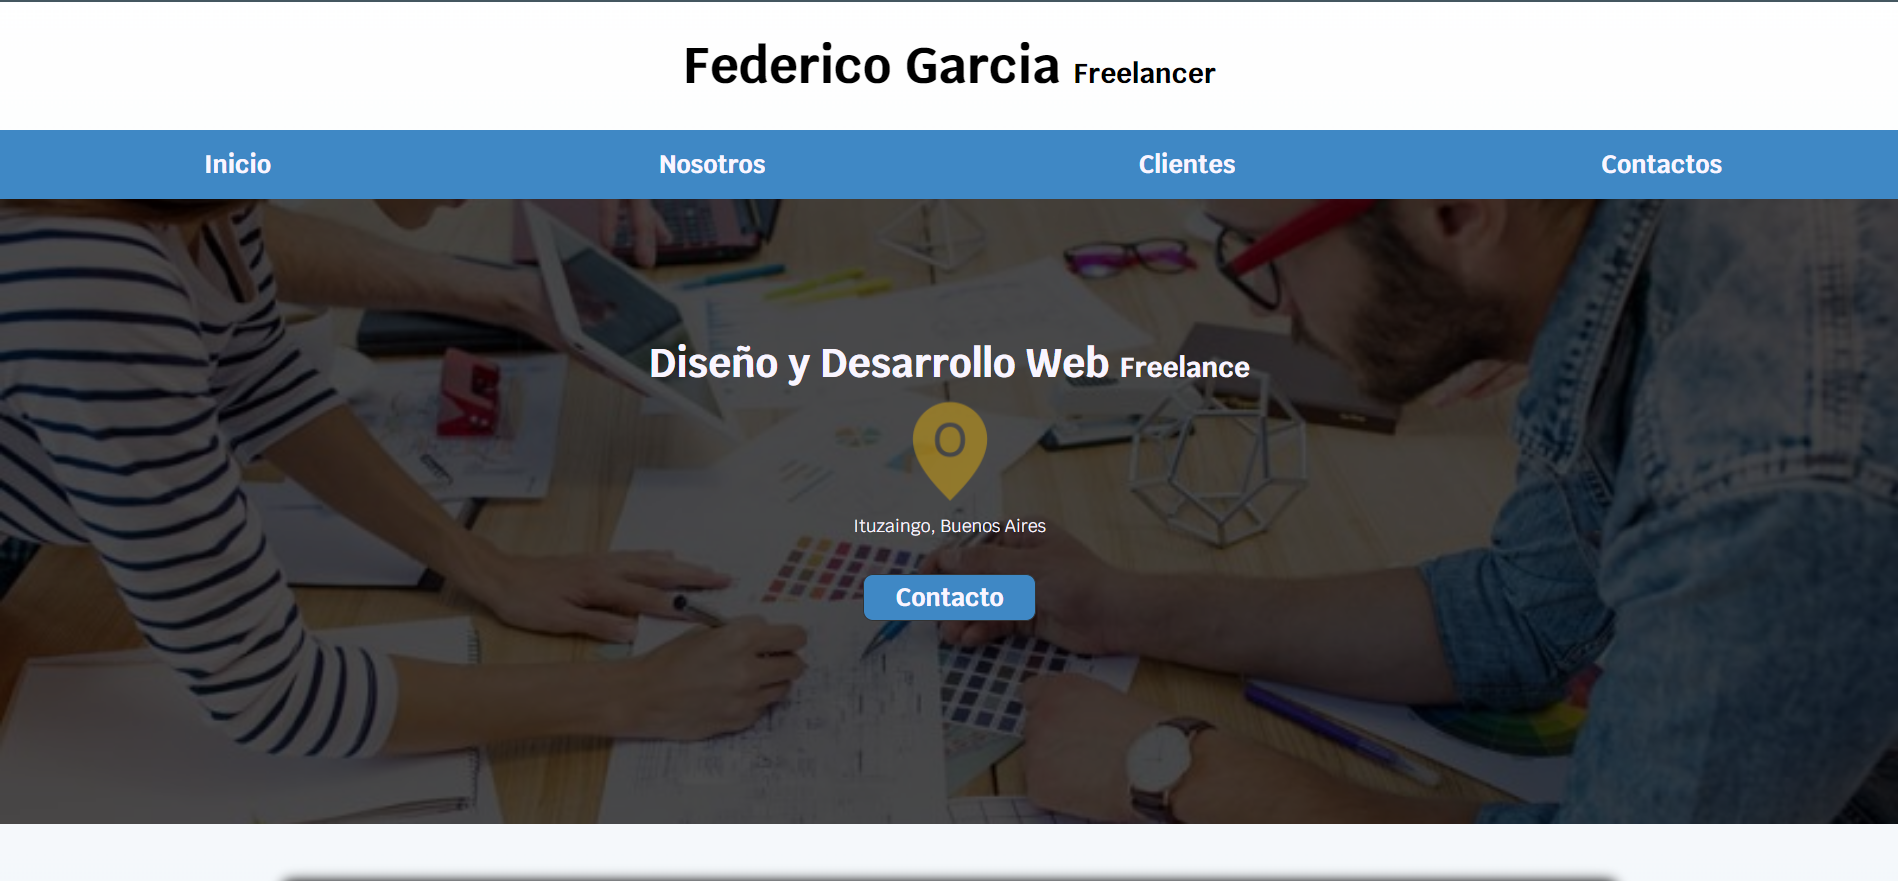 Federico Garcia Freelancer
Inicio Nosotros Clientes Contactos
Diseño y Desarrollo Web Freelance
Ituzaingo, Buenos Aires
Contacto